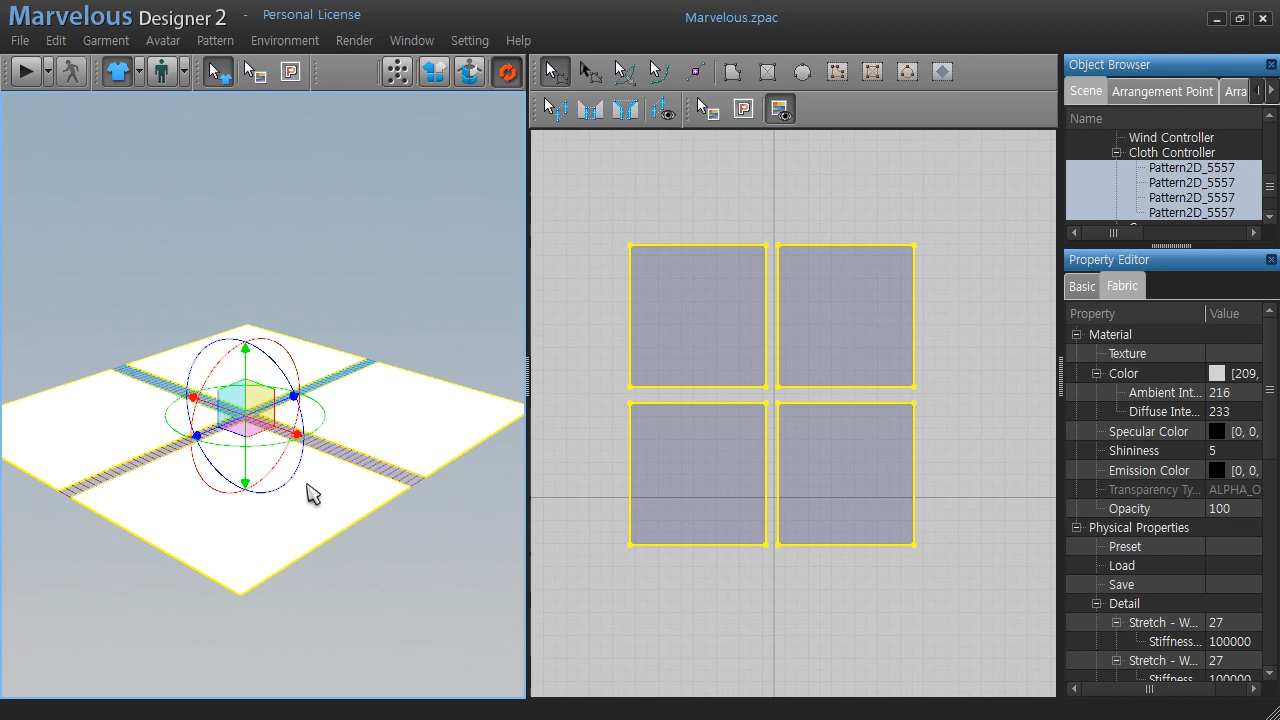 Marvelous Designer 2 - Personal License
Marvelous.zpac
File Edit Garment Avatar Pattern Environment Render Window Setting Help
Object Browser
Scene Arrangement Point Arra
Name
Wind Controller
Cloth Controller
Pattern2D_5557
Pattern2D_5557
Pattern2D_5557
Pattern2D_5557
Property Editor
Basic Fabric
Property Value
Material
Texture
Color [209,
Ambient Int... 216
Diffuse Inte... 233
Specular Color [0, 0,
Shininess 5
Emission Color [0, 0,
Transparency Ty... ALPHA_O
Opacity 100
Physical Properties
Preset
Load
Save
Detail
Stretch - W... 27
Stiffness... 100000
Stretch - W... 27
Stiffness 100000